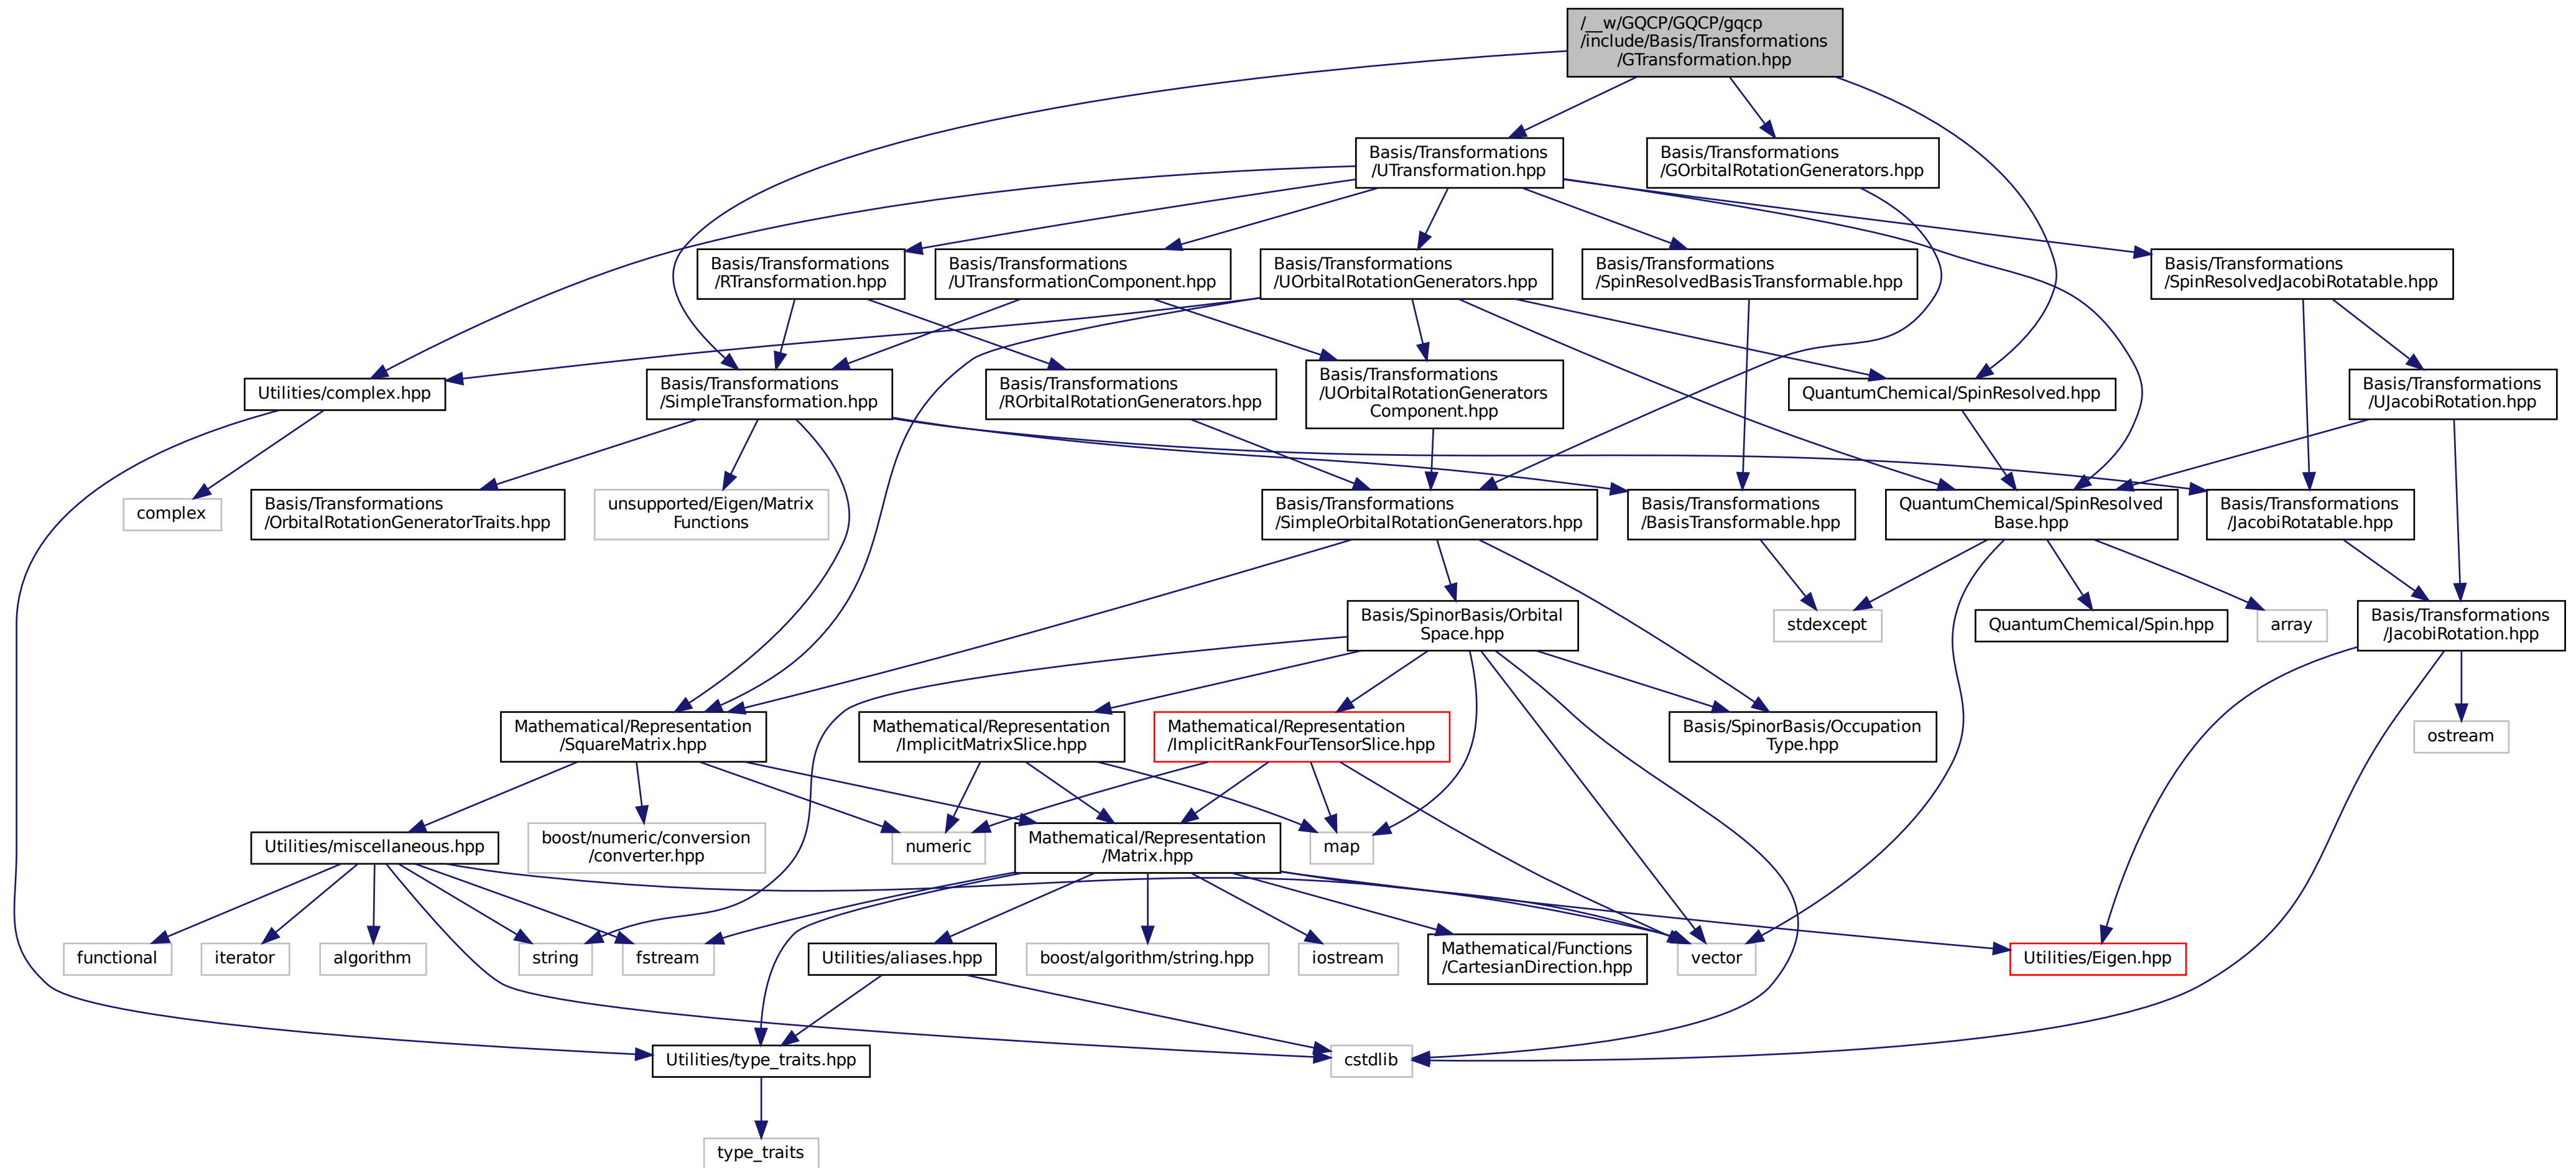 /__w/GQCP/GQCP/gqcp
/include/Basis/Transformations
/GTransformation.hpp
Basis/Transformations
/UTransformation.hpp
Basis/Transformations
/GOrbitalRotationGenerators.hpp
Basis/Transformations
/RTransformation.hpp
Basis/Transformations
/UTransformationComponent.hpp
Basis/Transformations
/UOrbitalRotationGenerators.hpp
Basis/Transformations
/SpinResolvedBasisTransformable.hpp
Basis/Transformations
/SpinResolvedJacobiRotatable.hpp
Utilities/complex.hpp
Basis/Transformations
/SimpleTransformation.hpp
Basis/Transformations
/ROrbitalRotationGenerators.hpp
Basis/Transformations
/UOrbitalRotationGenerators
Component.hpp
QuantumChemical/SpinResolved.hpp
Basis/Transformations
/UJacobiRotation.hpp
complex
Basis/Transformations
/OrbitalRotationGeneratorTraits.hpp
unsupported/Eigen/Matrix
Functions
Basis/Transformations
/SimpleOrbitalRotationGenerators.hpp
Basis/Transformations
/BasisTransformable.hpp
QuantumChemical/SpinResolved
Base.hpp
Basis/Transformations
/JacobiRotatable.hpp
Basis/SpinorBasis/Orbital
Space.hpp
stdexcept
QuantumChemical/Spin.hpp
array
Basis/Transformations
/JacobiRotation.hpp
Mathematical/Representation
/SquareMatrix.hpp
Mathematical/Representation
/ImplicitMatrixSlice.hpp
Mathematical/Representation
/ImplicitRankFourTensorSlice.hpp
Basis/SpinorBasis/Occupation
Type.hpp
ostream
Utilities/miscellaneous.hpp
boost/numeric/conversion
/converter.hpp
numeric
Mathematical/Representation
/Matrix.hpp
map
functional
iterator
algorithm
string
fstream
Utilities/aliases.hpp
boost/algorithm/string.hpp
iostream
Mathematical/Functions
/CartesianDirection.hpp
vector
Utilities/Eigen.hpp
Utilities/type_traits.hpp
cstdlib
type_traits